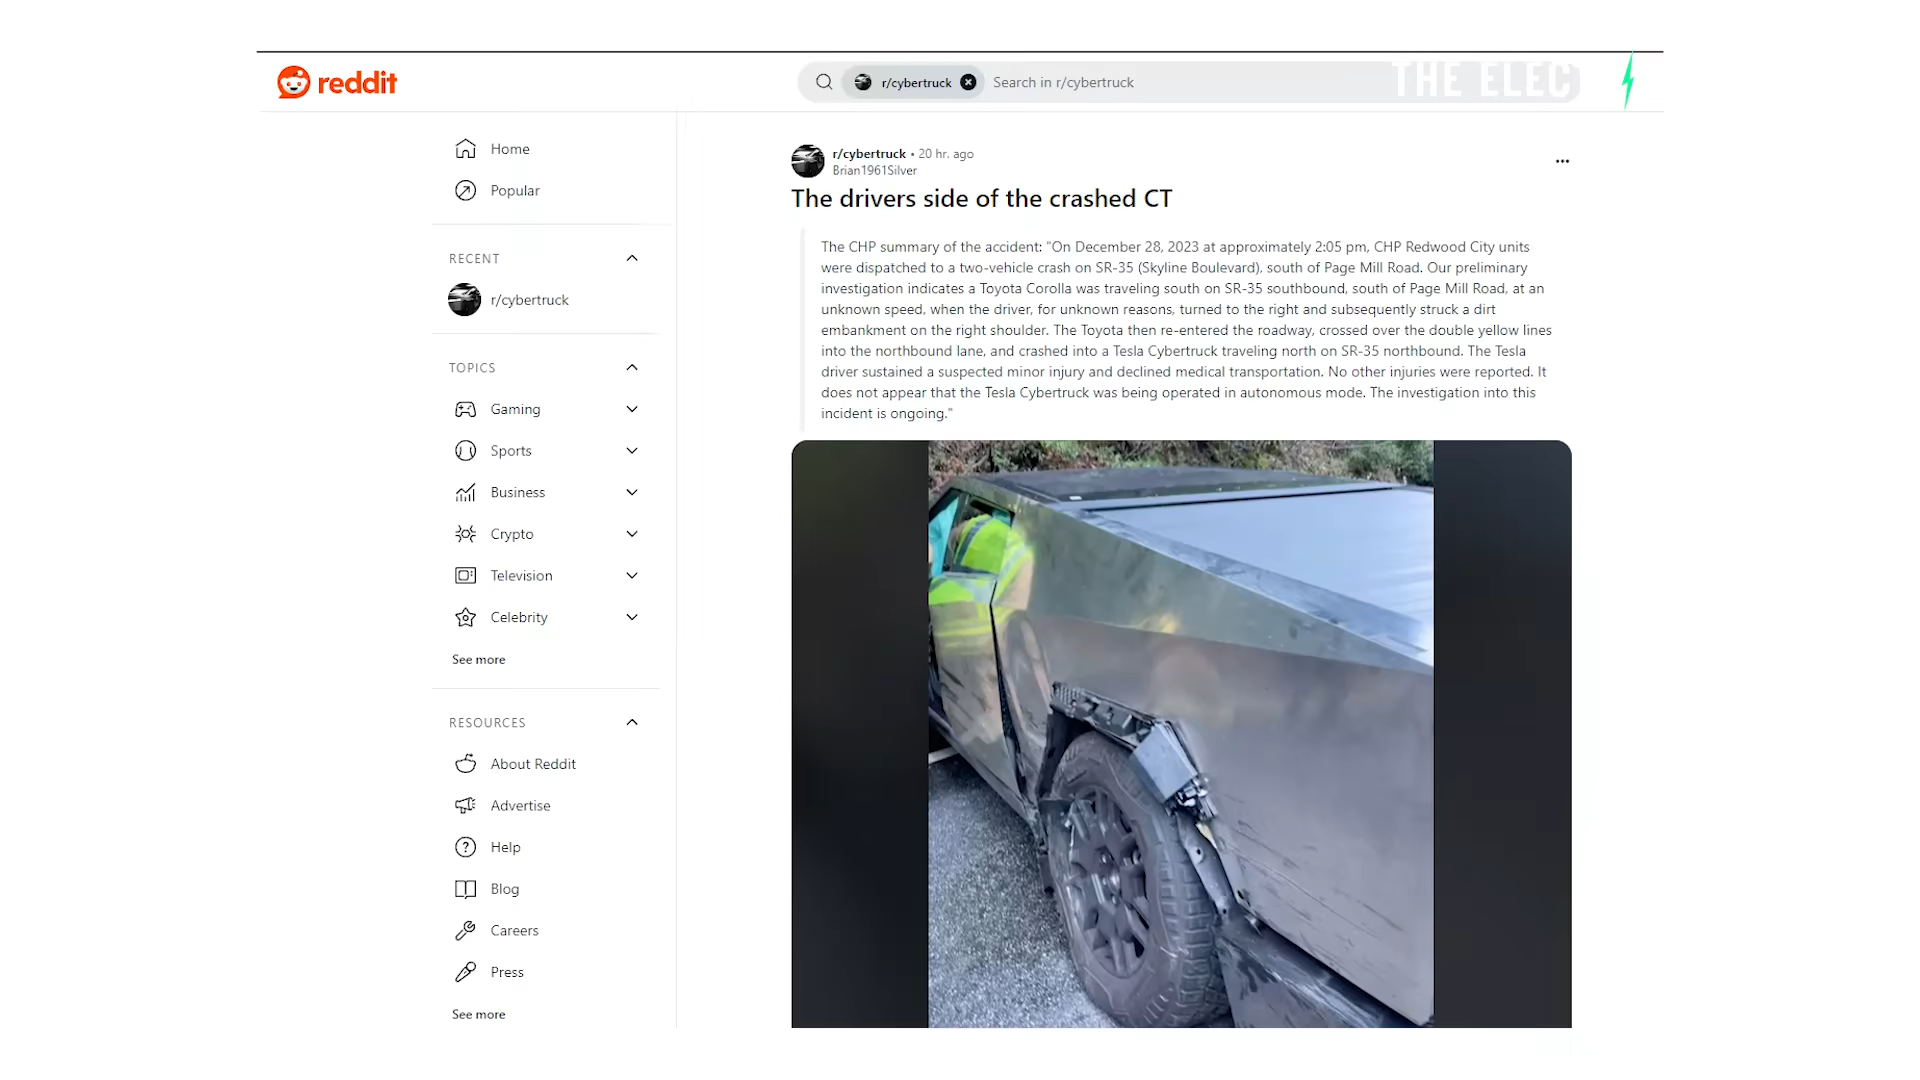 reddit
r/cybertruck
Search in r/cybertruck
THE ELEC
Home
Popular
RECENT
r/cybertruck
TOPICS
Gaming
Sports
Business
Crypto
Television
Celebrity
See more
RESOURCES
About Reddit
Advertise
Help
Blog
Careers
Press
See more
r/cybertruck • 20 hr. ago
Brian1961Silver
The drivers side of the crashed CT
The CHP summary of the accident: "On December 28, 2023 at approximately 2:05 pm, CHP Redwood City units
were dispatched to a two-vehicle crash on SR-35 (Skyline Boulevard), south of Page Mill Road. Our preliminary
investigation indicates a Toyota Corolla was traveling south on SR-35 southbound, south of Page Mill Road, at an
unknown speed, when the driver, for unknown reasons, turned to the right and subsequently struck a dirt
embankment on the right shoulder. The Toyota then re-entered the roadway, crossed over the double yellow lines
into the northbound lane, and crashed into a Tesla Cybertruck traveling north on SR-35 northbound. The Tesla
driver sustained a suspected minor injury and declined medical transportation. No other injuries were reported. It
does not appear that the Tesla Cybertruck was being operated in autonomous mode. The investigation into this
incident is ongoing."